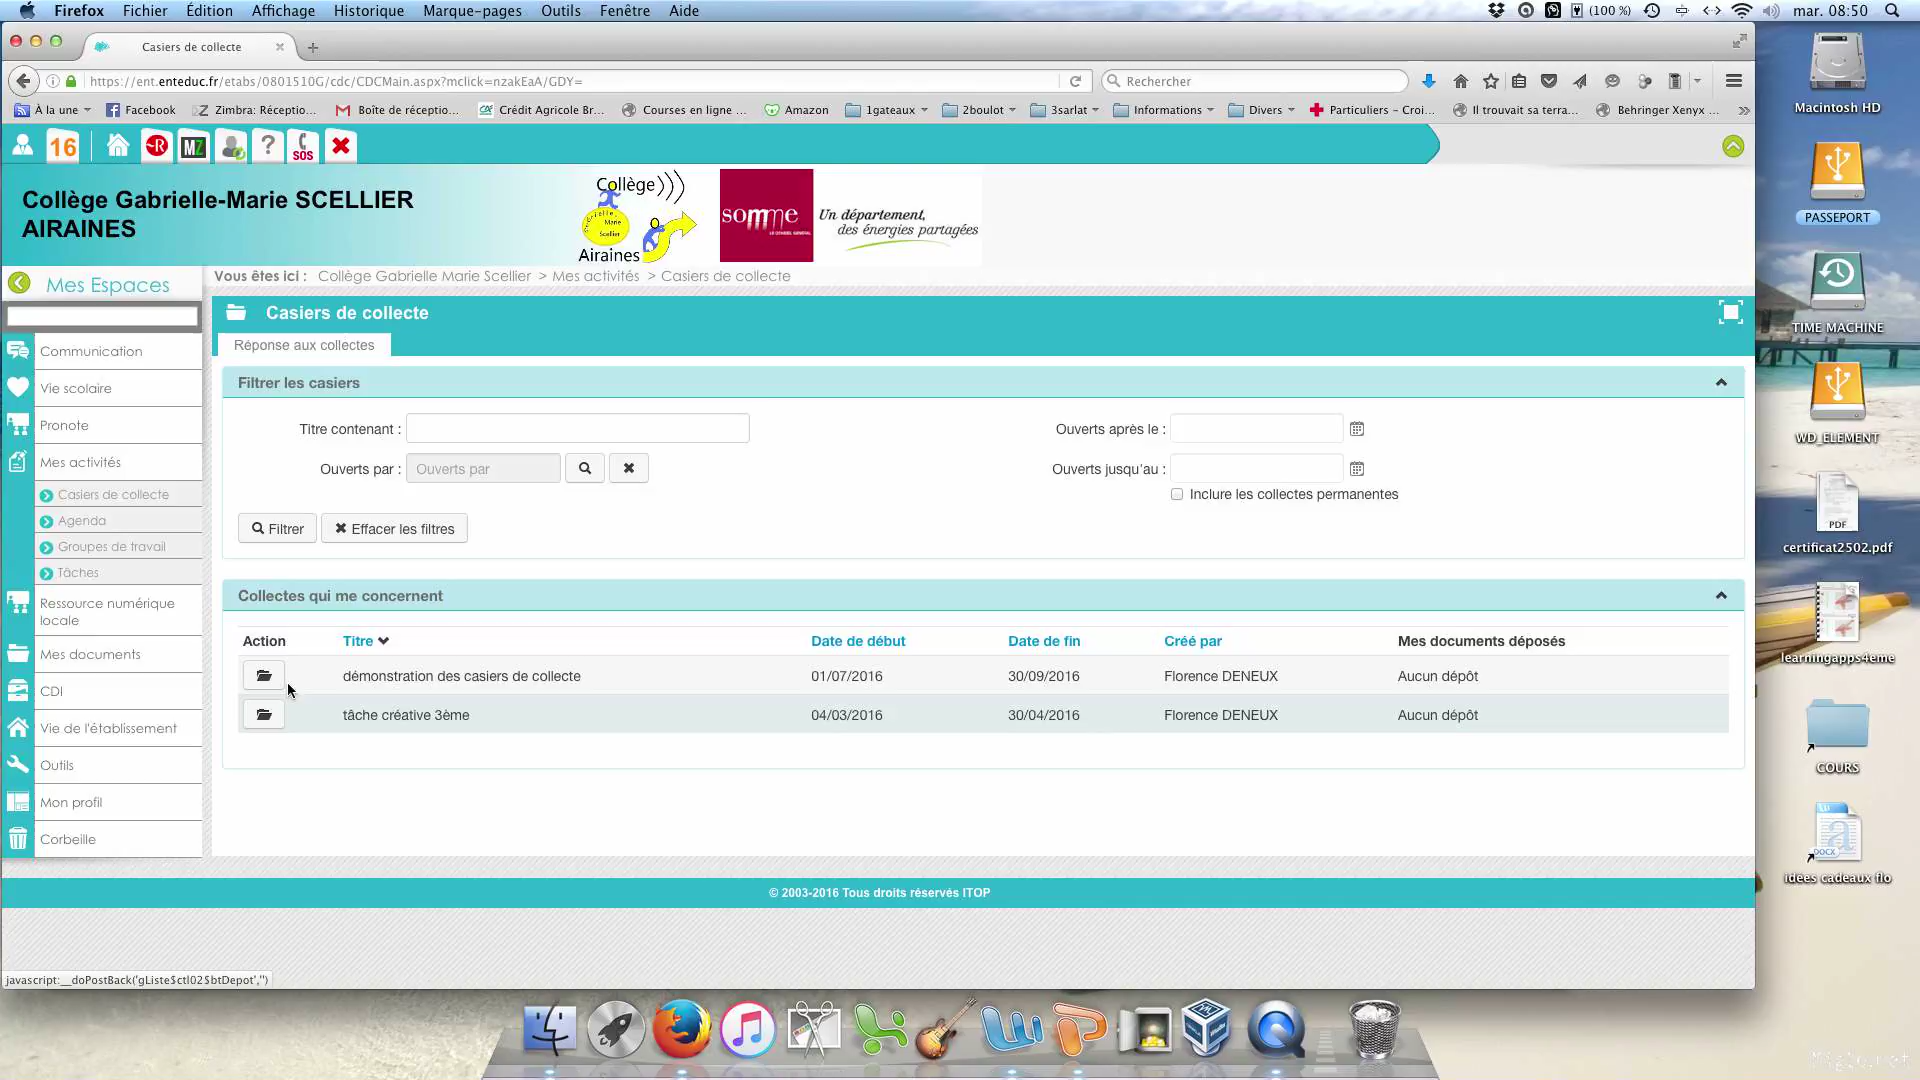 Firefox Fichier Édition Affichage Historique Marque-pages Outils Fenêtre Aide (100 %) mar. 08:50
Casiers de collecte
https://ent.enteduc.fr/etabs/0801510G/cdc/CDCMain.aspx?mclick=nzakEaA/GDY= Rechercher
À la une Facebook Zimbra: Réceptio... Boîte de réceptio... Crédit Agricole Br... Courses en ligne ... Amazon 1gateaux 2boulot 3sarlat Informations Divers Particuliers – Croi... Il trouvait sa terra... Behringer Xenyx ...
16 R MZ ? SOS
Collège Gabrielle-Marie SCELLIER
AIRAINES
Collège
Marie
Scellier
Airaines
somme
LE CONSEIL GENERAL
Un département,
des énergies partagées
Mes Espaces
Vous êtes ici : Collège Gabrielle Marie Scellier > Mes activités > Casiers de collecte
Casiers de collecte
Réponse aux collectes
Communication
Vie scolaire
Pronote
Mes activités
Casiers de collecte
Agenda
Groupes de travail
Tâches
Ressource numérique
locale
Mes documents
CDI
Vie de l'établissement
Outils
Mon profil
Corbeille
Filtrer les casiers
Titre contenant : Ouverts après le :
Ouverts par : Ouverts par Ouverts jusqu'au :
Inclure les collectes permanentes
Filtrer Effacer les filtres
Collectes qui me concernent
Action Titre Date de début Date de fin Créé par Mes documents déposés
démonstration des casiers de collecte 01/07/2016 30/09/2016 Florence DENEUX Aucun dépôt
tâche créative 3ème 04/03/2016 30/04/2016 Florence DENEUX Aucun dépôt
© 2003-2016 Tous droits réservés ITOP
javascript:__doPostBack('gListe$ctl02$btDepot','')
Macintosh HD
PASSEPORT
TIME MACHINE
WD_ELEMENT
PDF
certificat2502.pdf
learningapps4eme
COURS
DOCX
idées cadeaux flo